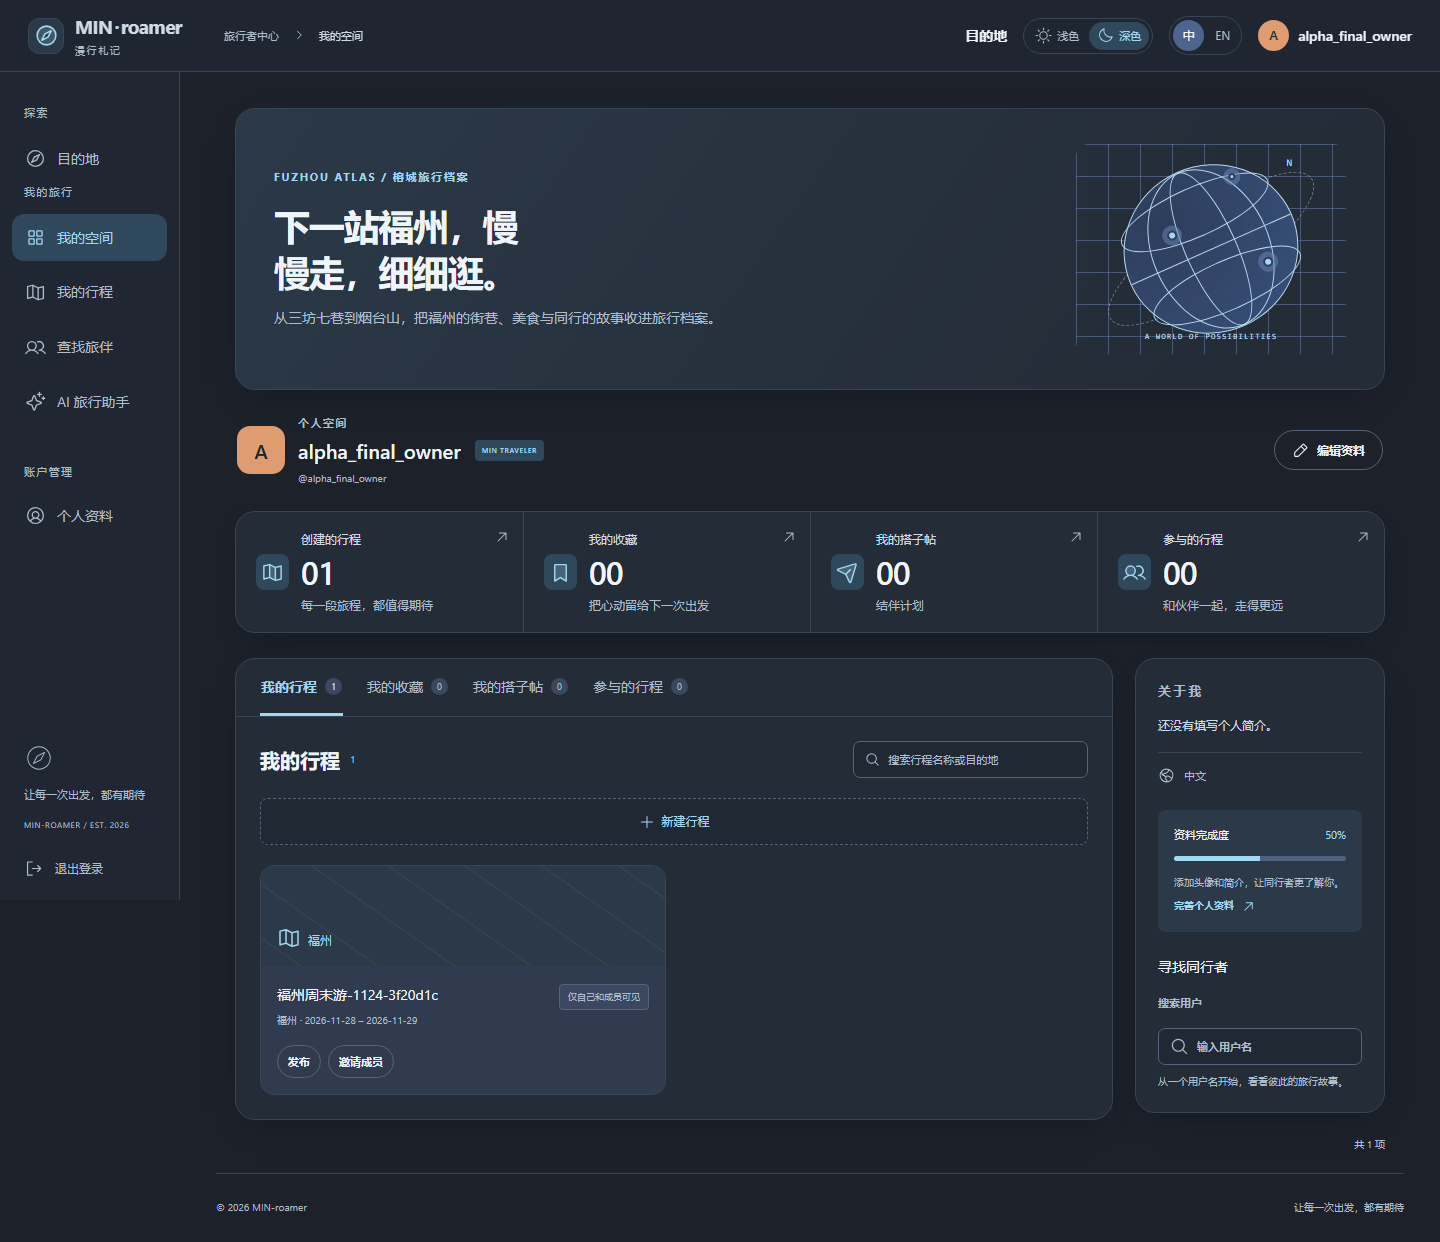 MIN·roamer
漫行札记
旅行者中心
我的空间
目的地
浅色
深色
中
EN
A
alpha_final_owner
探索
目的地
我的旅行
我的空间
我的行程
查找旅伴
AI 旅行助手
账户管理
个人资料
让每一次出发，都有期待
MIN-ROAMER / EST. 2026
退出登录
FUZHOU ATLAS / 榕城旅行档案
下一站福州，慢
慢走，细细逛。
从三坊七巷到烟台山，把福州的街巷、美食与同行的故事收进旅行档案。
N
A WORLD OF POSSIBILITIES
A
个人空间
alpha_final_owner
MIN TRAVELER
@alpha_final_owner
编辑资料
创建的行程
01
每一段旅程，都值得期待
我的收藏
00
把心动留给下一次出发
我的搭子帖
00
结伴计划
参与的行程
00
和伙伴一起，走得更远
我的行程 1
我的收藏 0
我的搭子帖 0
参与的行程 0
我的行程 1
搜索行程名称或目的地
新建行程
福州
福州周末游-1124-3f20d1c
仅自己和成员可见
福州 · 2026-11-28 – 2026-11-29
发布
邀请成员
关于我
还没有填写个人简介。
中文
资料完成度
50%
添加头像和简介，让同行者更了解你。
完善个人资料
寻找同行者
搜索用户
输入用户名
从一个用户名开始，看看彼此的旅行故事。
共 1 项
© 2026 MIN-roamer
让每一次出发，都有期待